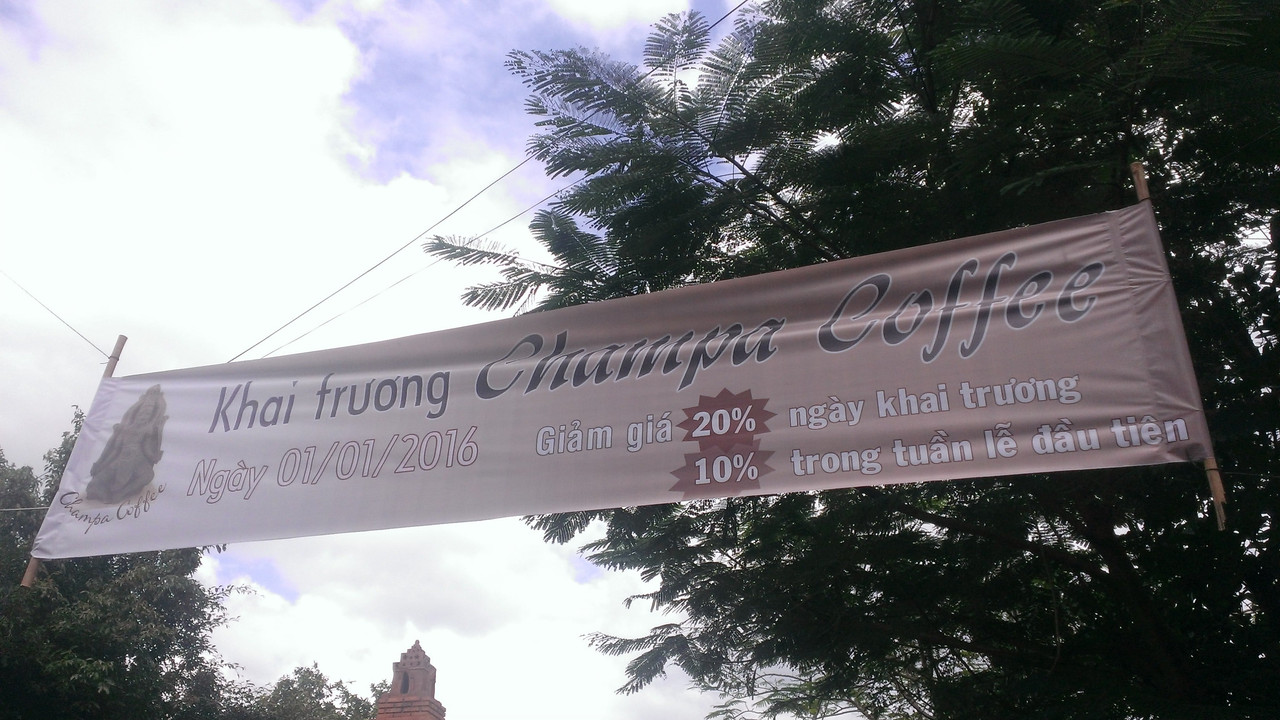 Khai trương Champa Coffee
Ngày 01/01/2016
Giảm giá 20% ngày khai trương
10% trong tuần lễ đầu tiên
Champa Coffee